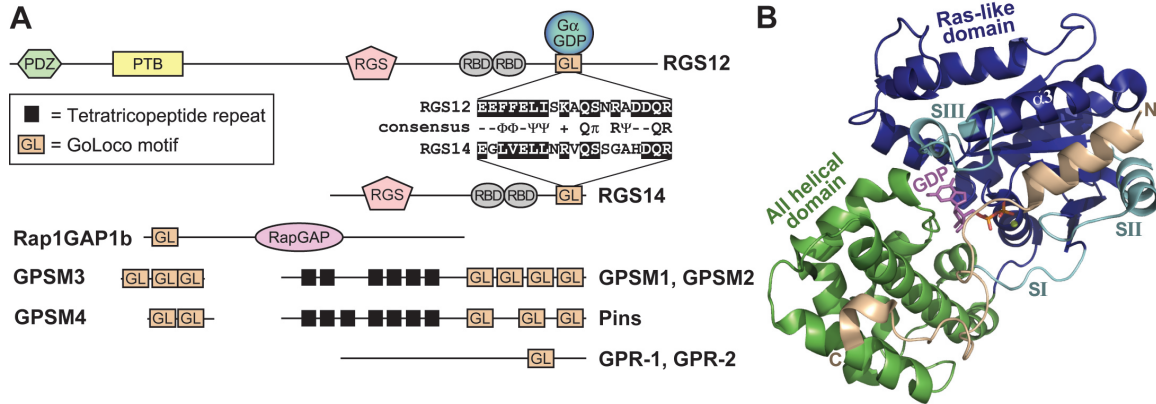 A
PDZ PTB RGS RBD RBD GL RGS12
Gα
GDP
= Tetratricopeptide repeat
GL = GoLoco motif
RGS12 EEFFELISKAQSNRADDQR
consensus --ΦΦ-ΨΨ + Qπ RΨ--QR
RGS14 EGLVELLNRVQSSGAHDQR
RGS RBD RBD GL RGS14
Rap1GAP1b GL RapGAP
GPSM3 GL GL GL
GL GL GL GL GPSM1, GPSM2
GPSM4 GL GL
GL GL GL Pins
GL GPR-1, GPR-2
B
Ras-like
domain
α3
N
SIII
GDP
All helical
domain
SII
SI
C